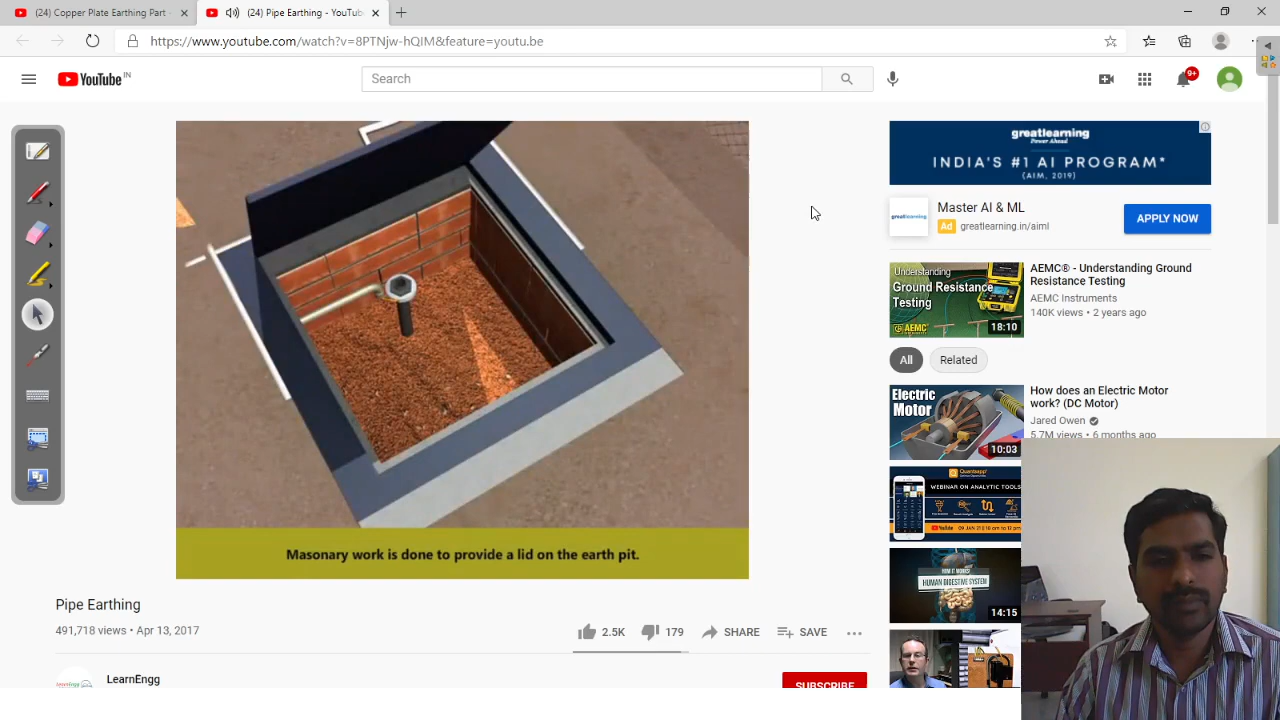 (24) Copper Earthing Part -
(24) Pipe Earthing - YouTub
https://www.youtube.com/watch?v=8PTNjw-hQIM&feature=youtu.be
YouTube IN
Search
9+
Masonary work is done to provide a lid on the earth pit.
Pipe Earthing
491,718 views • Apr 13, 2017
2.5K
179
SHARE
SAVE
LearnEngg
SUBSCRIBE
greatlearning
Power Ahead
INDIA'S #1 AI PROGRAM*
(AIM, 2019)
greatlearning
Master AI & ML
Ad greatlearning.in/aiml
APPLY NOW
Understanding
Ground Resistance
Testing
AEMC
18:10
AEMC® - Understanding Ground
Resistance Testing
AEMC Instruments
140K views • 2 years ago
All
Related
Electric
Motor
10:03
How does an Electric Motor
work? (DC Motor)
Jared Owen
5.7M views • 6 months ago
WEBINAR ON ANALYTIC TOOLS
HOW IT WORKS!
HUMAN DIGESTIVE SYSTEM
14:15